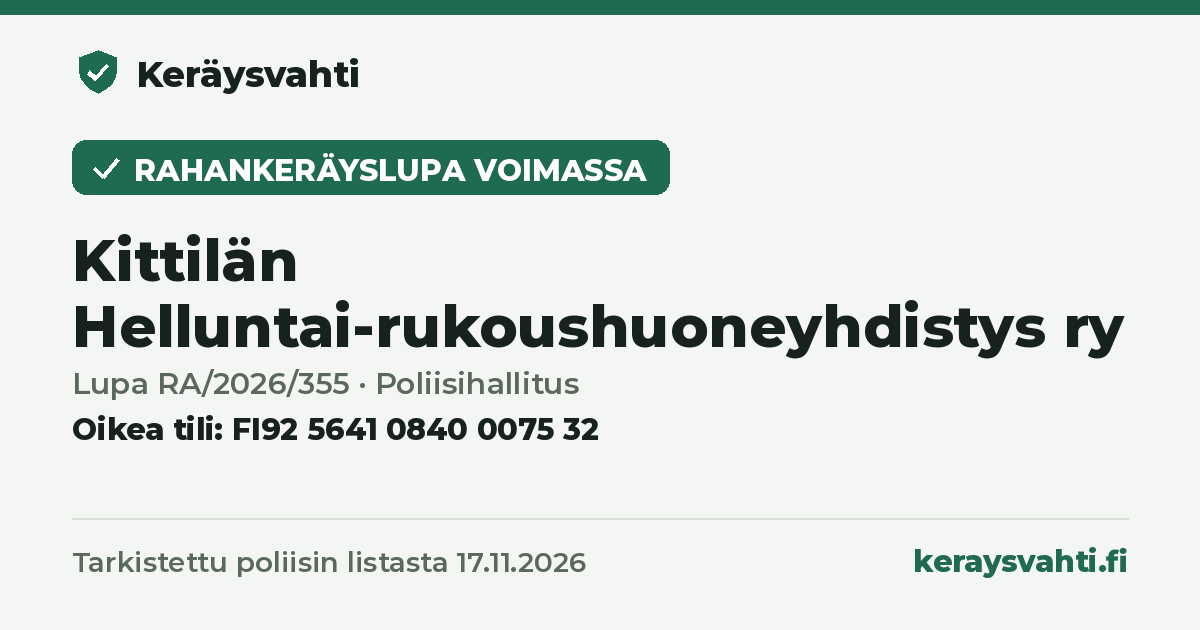 Keräysvahti
RAHANKERÄYSLUPA VOIMASSA
Kittilän
Helluntai-rukoushuoneyhdistys ry
Lupa RA/2026/355 · Poliisihallitus
Oikea tili: FI92 5641 0840 0075 32
Tarkistettu poliisin listasta 17.11.2026
keraysvahti.fi